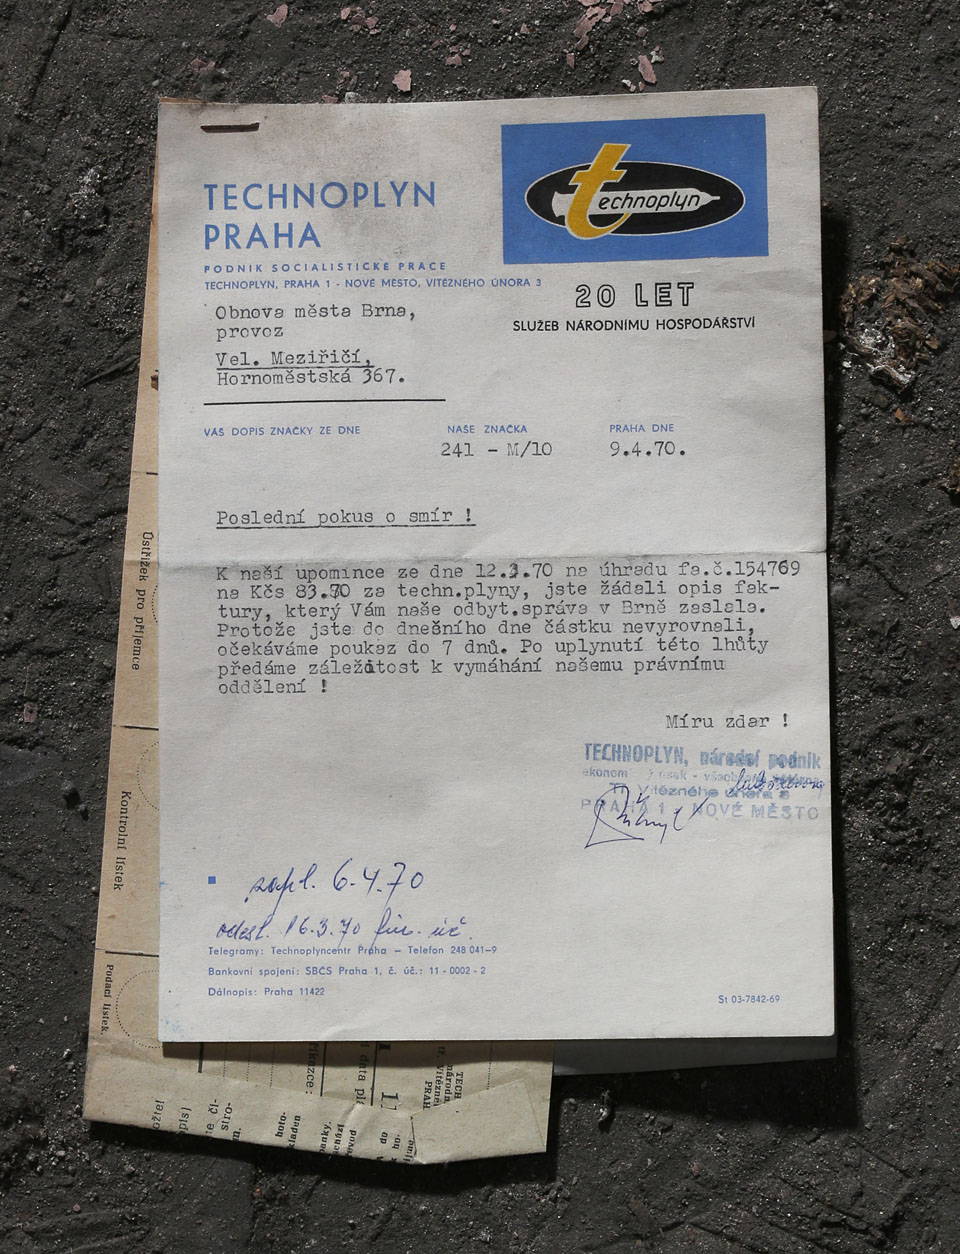 TECHNOPLYN
PRAHA
PODNIK SOCIALISTICKÉ PRÁCE
TECHNOPLYN, PRAHA 1 - NOVÉ MĚSTO, VÍTĚZNÉHO ÚNORA 3
technoplyn
20 LET
SLUŽEB NÁRODNÍMU HOSPODÁŘSTVÍ
Obnova města Brna,
provoz
Vel. Meziřičí,
Hornoměstská 367.
VÁŠ DOPIS ZNAČKY ZE DNE
NAŠE ZNAČKA
PRAHA DNE
241 - M/10
9.4.70.
Poslední pokus o smír !
K naší upomince ze dne 12.3.70 na úhradu fa.č.154769
na Kčs 83.70 za techn.plyny, jste žádali opis fak-
tury, který Vám naše odbyt.správa v Brně zaslala.
Protože jste do dnešního dne částku nevyrovnali,
očekáváme poukaz do 7 dnů. Po uplynutí této lhůty
předáme záležitost k vymáhání našemu právnímu
oddělení !
Míru zdar !
TECHNOPLYN, národní podnik
Vítězného února 3
PRAHA 1 - NOVÉ MĚSTO
zapl. 6.4.70
odesl. 16.3.70 fin. úč.
Telegramy: Technoplyncentr Praha – Telefon 248 041–9
Bankovní spojení: SBČS Praha 1, č. úč.: 11 - 0002 - 2
Dálnopis: Praha 11422
St 03-7842-69
Ústřižek pro příjemce
Kontrolní lístek
Podací lístek.